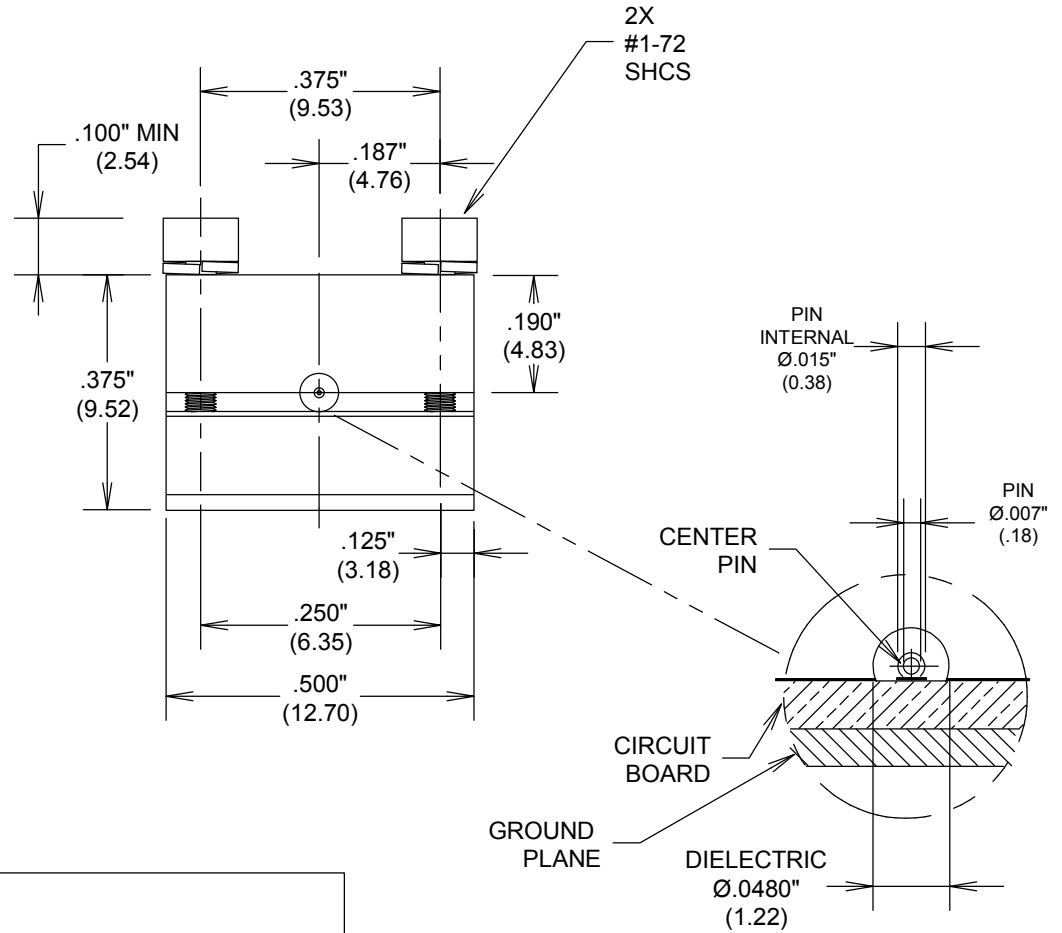 2X
#1-72
SHCS
.375"
(9.53)
.100" MIN
(2.54)
.187"
(4.76)
.190"
(4.83)
.375"
(9.52)
PIN
INTERNAL
Ø.015"
(0.38)
PIN
Ø.007"
(.18)
CENTER
PIN
.125"
(3.18)
.250"
(6.35)
.500"
(12.70)
CIRCUIT
BOARD
GROUND
PLANE
DIELECTRIC
Ø.0480"
(1.22)